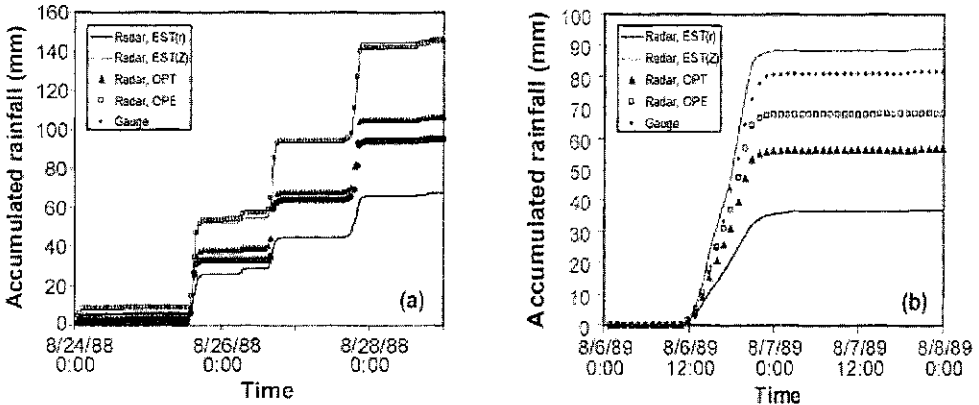 Accumulated rainfall (mm)
160
140
120
100
80
60
40
20
0
Radar, EST(r)
Radar, EST(Z)
Radar, OPT
Radar, OPE
Gauge
(a)
8/24/88 8/26/88 8/28/88
0:00 0:00 0:00
Time
Accumulated rainfall (mm)
100
90
80
70
60
50
40
30
20
10
0
Radar, EST(r)
Radar, EST(Z)
Radar, OPT
Radar, OPE
Gauge
(b)
8/6/89 8/6/89 8/7/89 8/7/89 8/8/89
0:00 12:00 0:00 12:00 0:00
Time